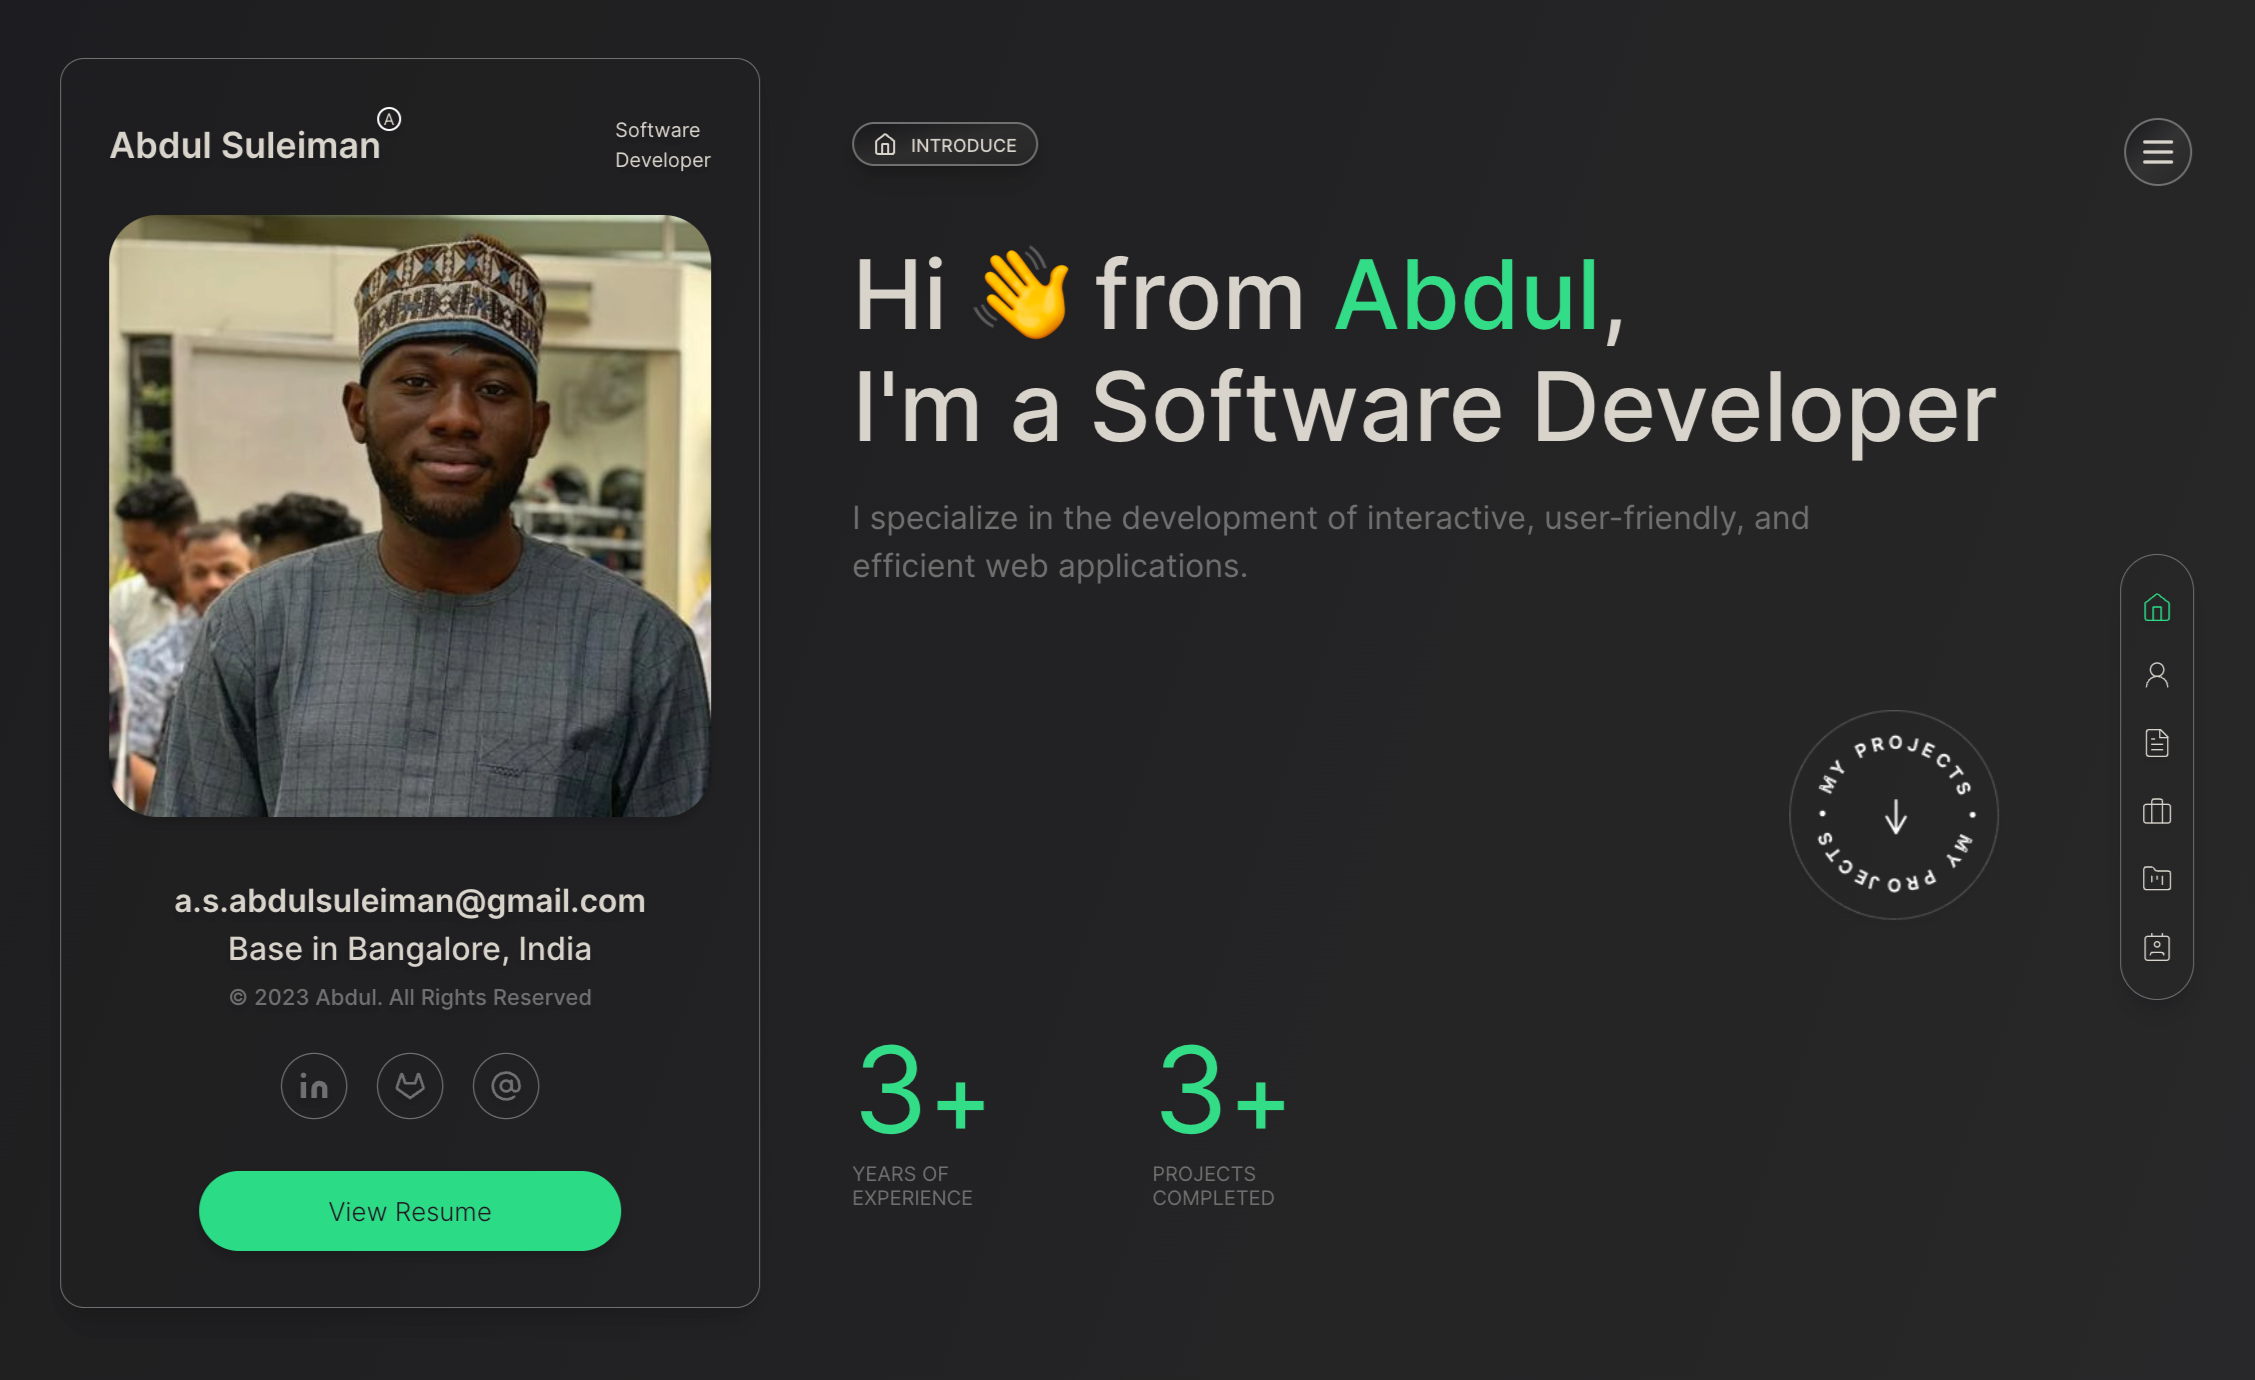 Abdul Suleiman
A
Software
Developer
a.s.abdulsuleiman@gmail.com
Base in Bangalore, India
© 2023 Abdul. All Rights Reserved
in
@
View Resume
INTRODUCE
Hi 👋 from Abdul,
I'm a Software Developer
I specialize in the development of interactive, user-friendly, and
efficient web applications.
MY PROJECTS • MY PROJECTS •
3+
YEARS OF
EXPERIENCE
3+
PROJECTS
COMPLETED